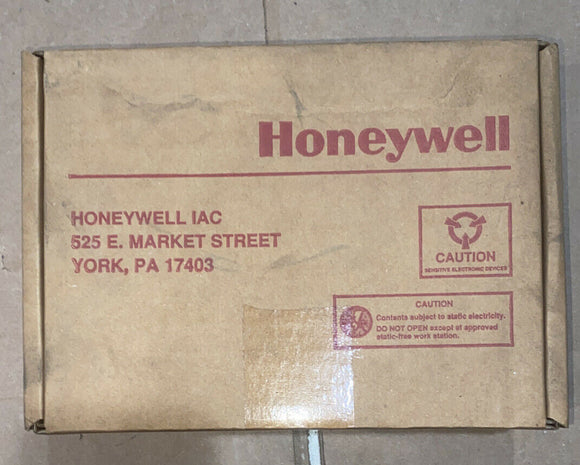 Honeywell
HONEYWELL IAC
525 E. MARKET STREET
YORK, PA 17403
CAUTION
SENSITIVE ELECTRONIC DEVICES
CAUTION
Contents subject to static electricity.
DO NOT OPEN except at approved
static-free work station.